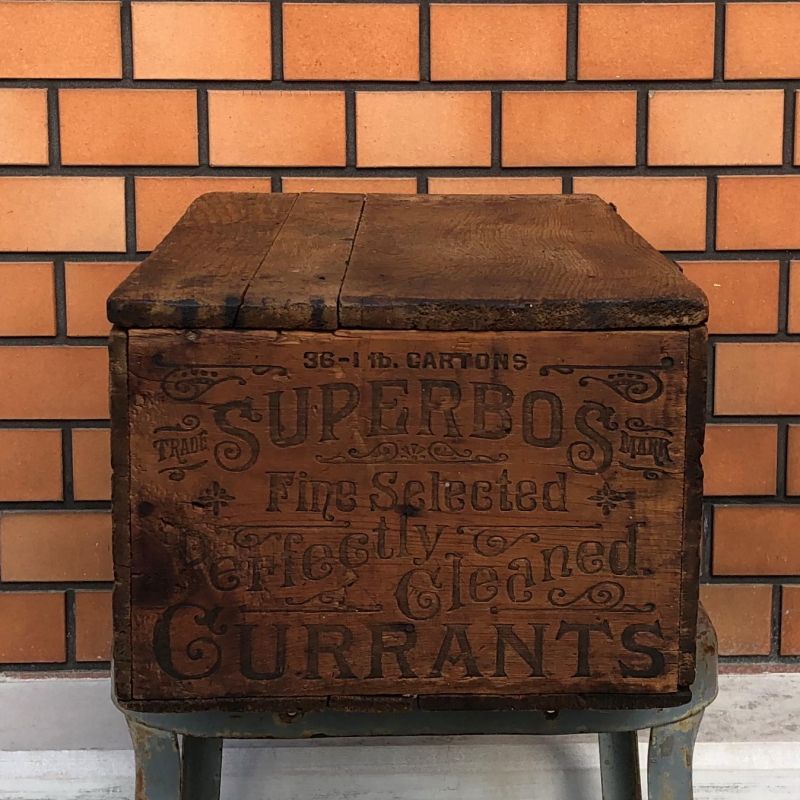 36-1 lb. CARTONS
SUPERBOS
TRADE MARK
Fine Selected
Perfectly Cleaned.
CURRANTS